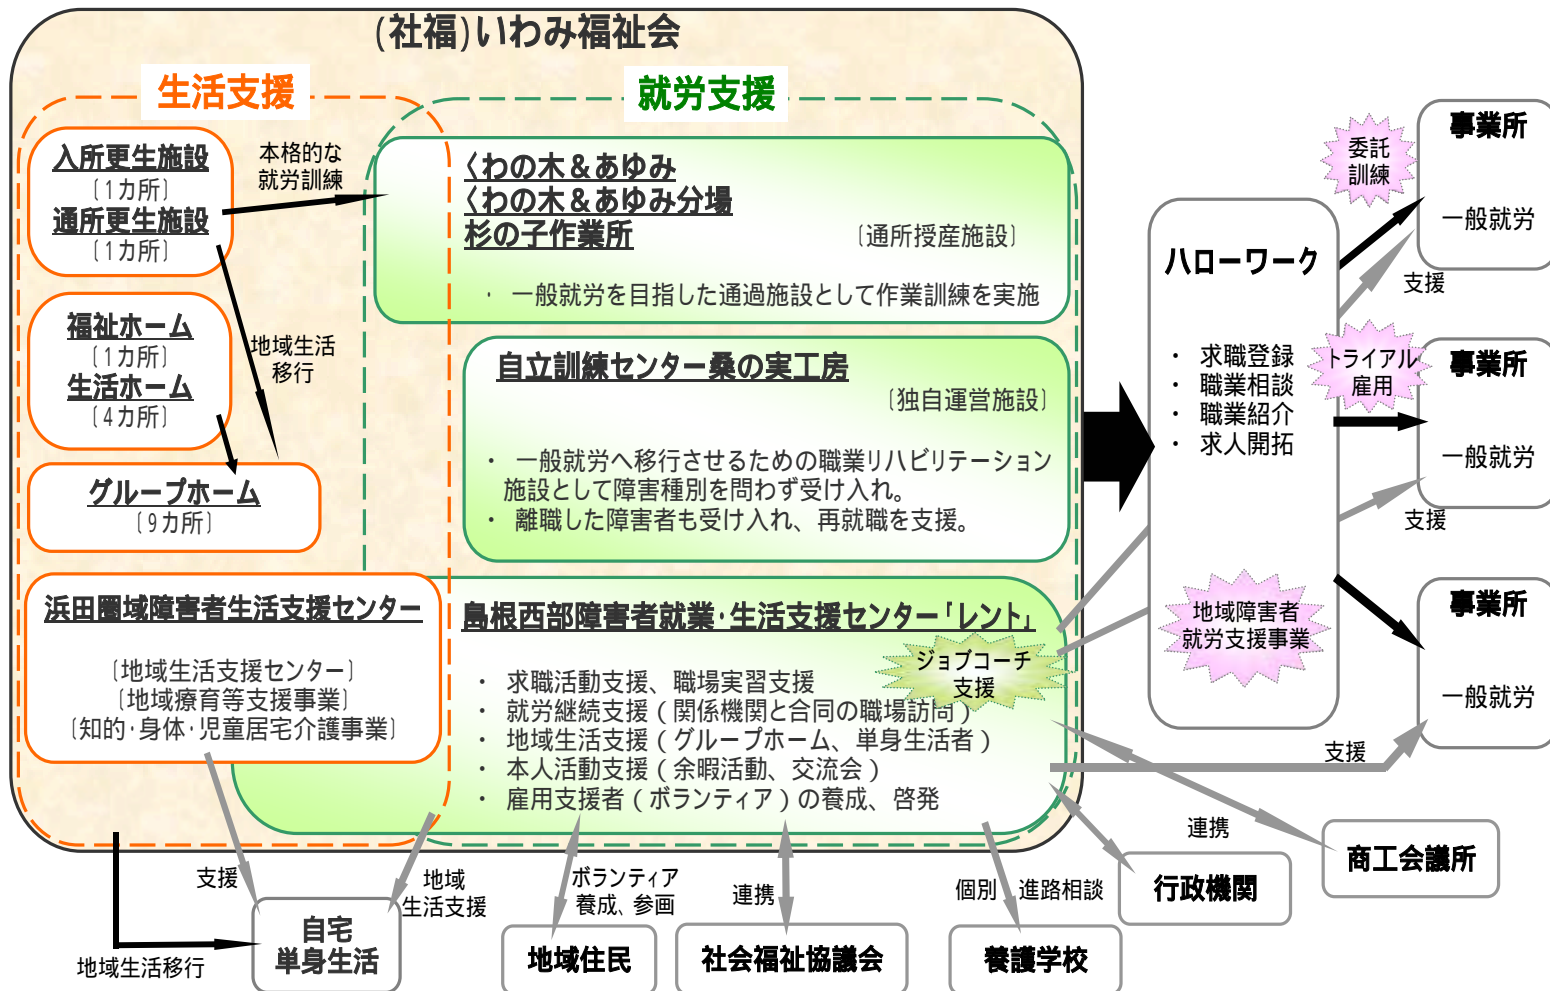 (社福)いわみ福祉会
生活支援
就労支援
入所更生施設
〔1カ所〕
通所更生施設
〔1カ所〕
本格的な
就労訓練
福祉ホーム
〔1カ所〕
生活ホーム
〔4カ所〕
地域生活
移行
グループホーム
〔9カ所〕
くわの木＆あゆみ
くわの木＆あゆみ分場
杉の子作業所
〔通所授産施設〕
・ 一般就労を目指した通過施設として作業訓練を実施
自立訓練センター桑の実工房
〔独自運営施設〕
・ 一般就労へ移行させるための職業リハビリテーション
施設として障害種別を問わず受け入れ。
・ 離職した障害者も受け入れ、再就職を支援。
浜田圏域障害者生活支援センター
〔地域生活支援センター〕
〔地域療育等支援事業〕
〔知的・身体・児童居宅介護事業〕
島根西部障害者就業・生活支援センター「レント」
ジョブコーチ
支援
・ 求職活動支援、職場実習支援
・ 就労継続支援（関係機関と合同の職場訪問）
・ 地域生活支援（グループホーム、単身生活者）
・ 本人活動支援（余暇活動、交流会）
・ 雇用支援者（ボランティア）の養成、啓発
ハローワーク
・ 求職登録
・ 職業相談
・ 職業紹介
・ 求人開拓
地域障害者
就労支援事業
委託
訓練
事業所
一般就労
支援
トライアル
雇用
事業所
一般就労
支援
事業所
一般就労
支援
支援
地域
生活支援
自宅
単身生活
地域生活移行
ボランティア
養成、参画
地域住民
連携
社会福祉協議会
個別 進路相談
養護学校
行政機関
連携
商工会議所